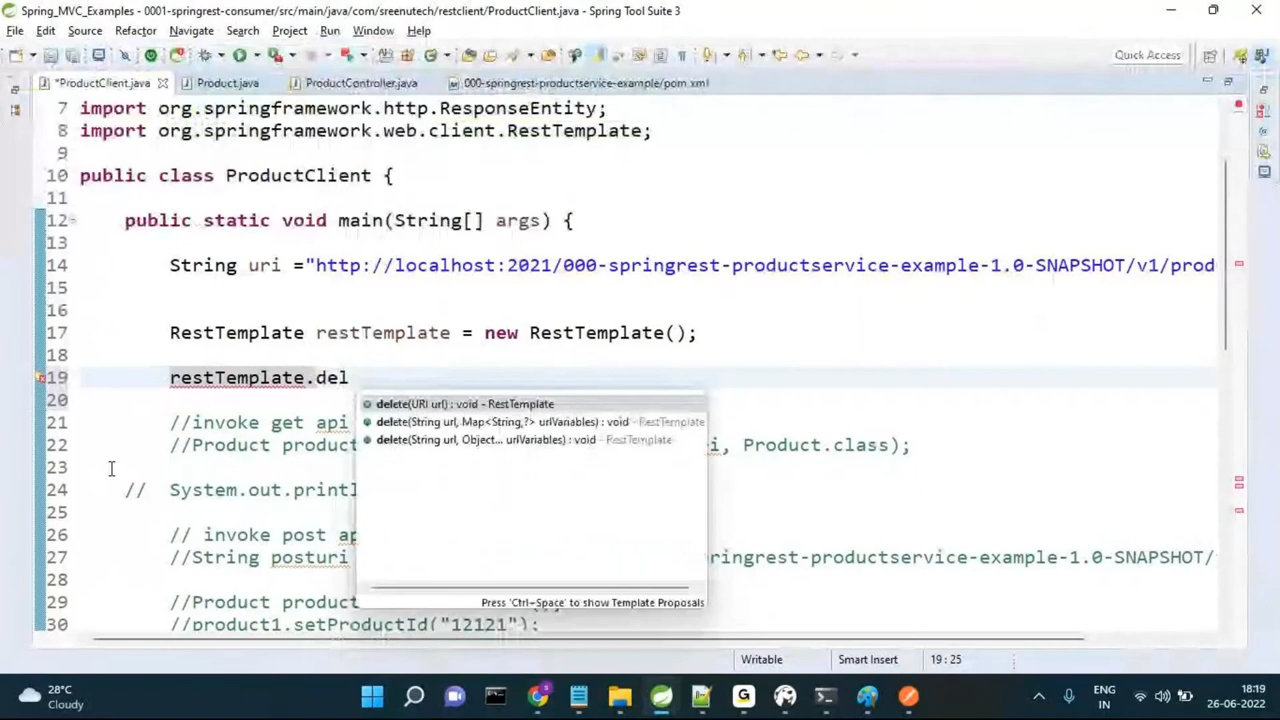 Spring_MVC_Examples - 0001-springrest-consumer/src/main/java/com/sreenutech/restclient/ProductClient.java - Spring Tool Suite 3
File Edit Source Refactor Navigate Search Project Run Window Help
Quick Access
*ProductClient.java Product.java ProductController.java 000-springrest-productservice-example/pom.xml
7 import org.springframework.http.ResponseEntity;
8 import org.springframework.web.client.RestTemplate;
9
10 public class ProductClient {
11
12 public static void main(String[] args) {
13
14 String uri ="http://localhost:2021/000-springrest-productservice-example-1.0-SNAPSHOT/v1/prod
15
16
17 RestTemplate restTemplate = new RestTemplate();
18
19 restTemplate.del
delete(URI url) : void - RestTemplate
20
delete(String url, Map<String,?> urlVariables) : void - RestTemplate
21 //invoke get api
delete(String url, Object... urlVariables) : void - RestTemplate
22 //Product product i, Product.class);
23
24 // System.out.printl
25
26 // invoke post ap
27 //String posturi ringrest-productservice-example-1.0-SNAPSHOT/
28
29 //Product product
Press 'Ctrl+Space' to show Template Proposals
30 //product1.setProductId("12121");
Writable Smart Insert 19 : 25
28°C
Cloudy
ENG
IN
18:19
26-06-2022